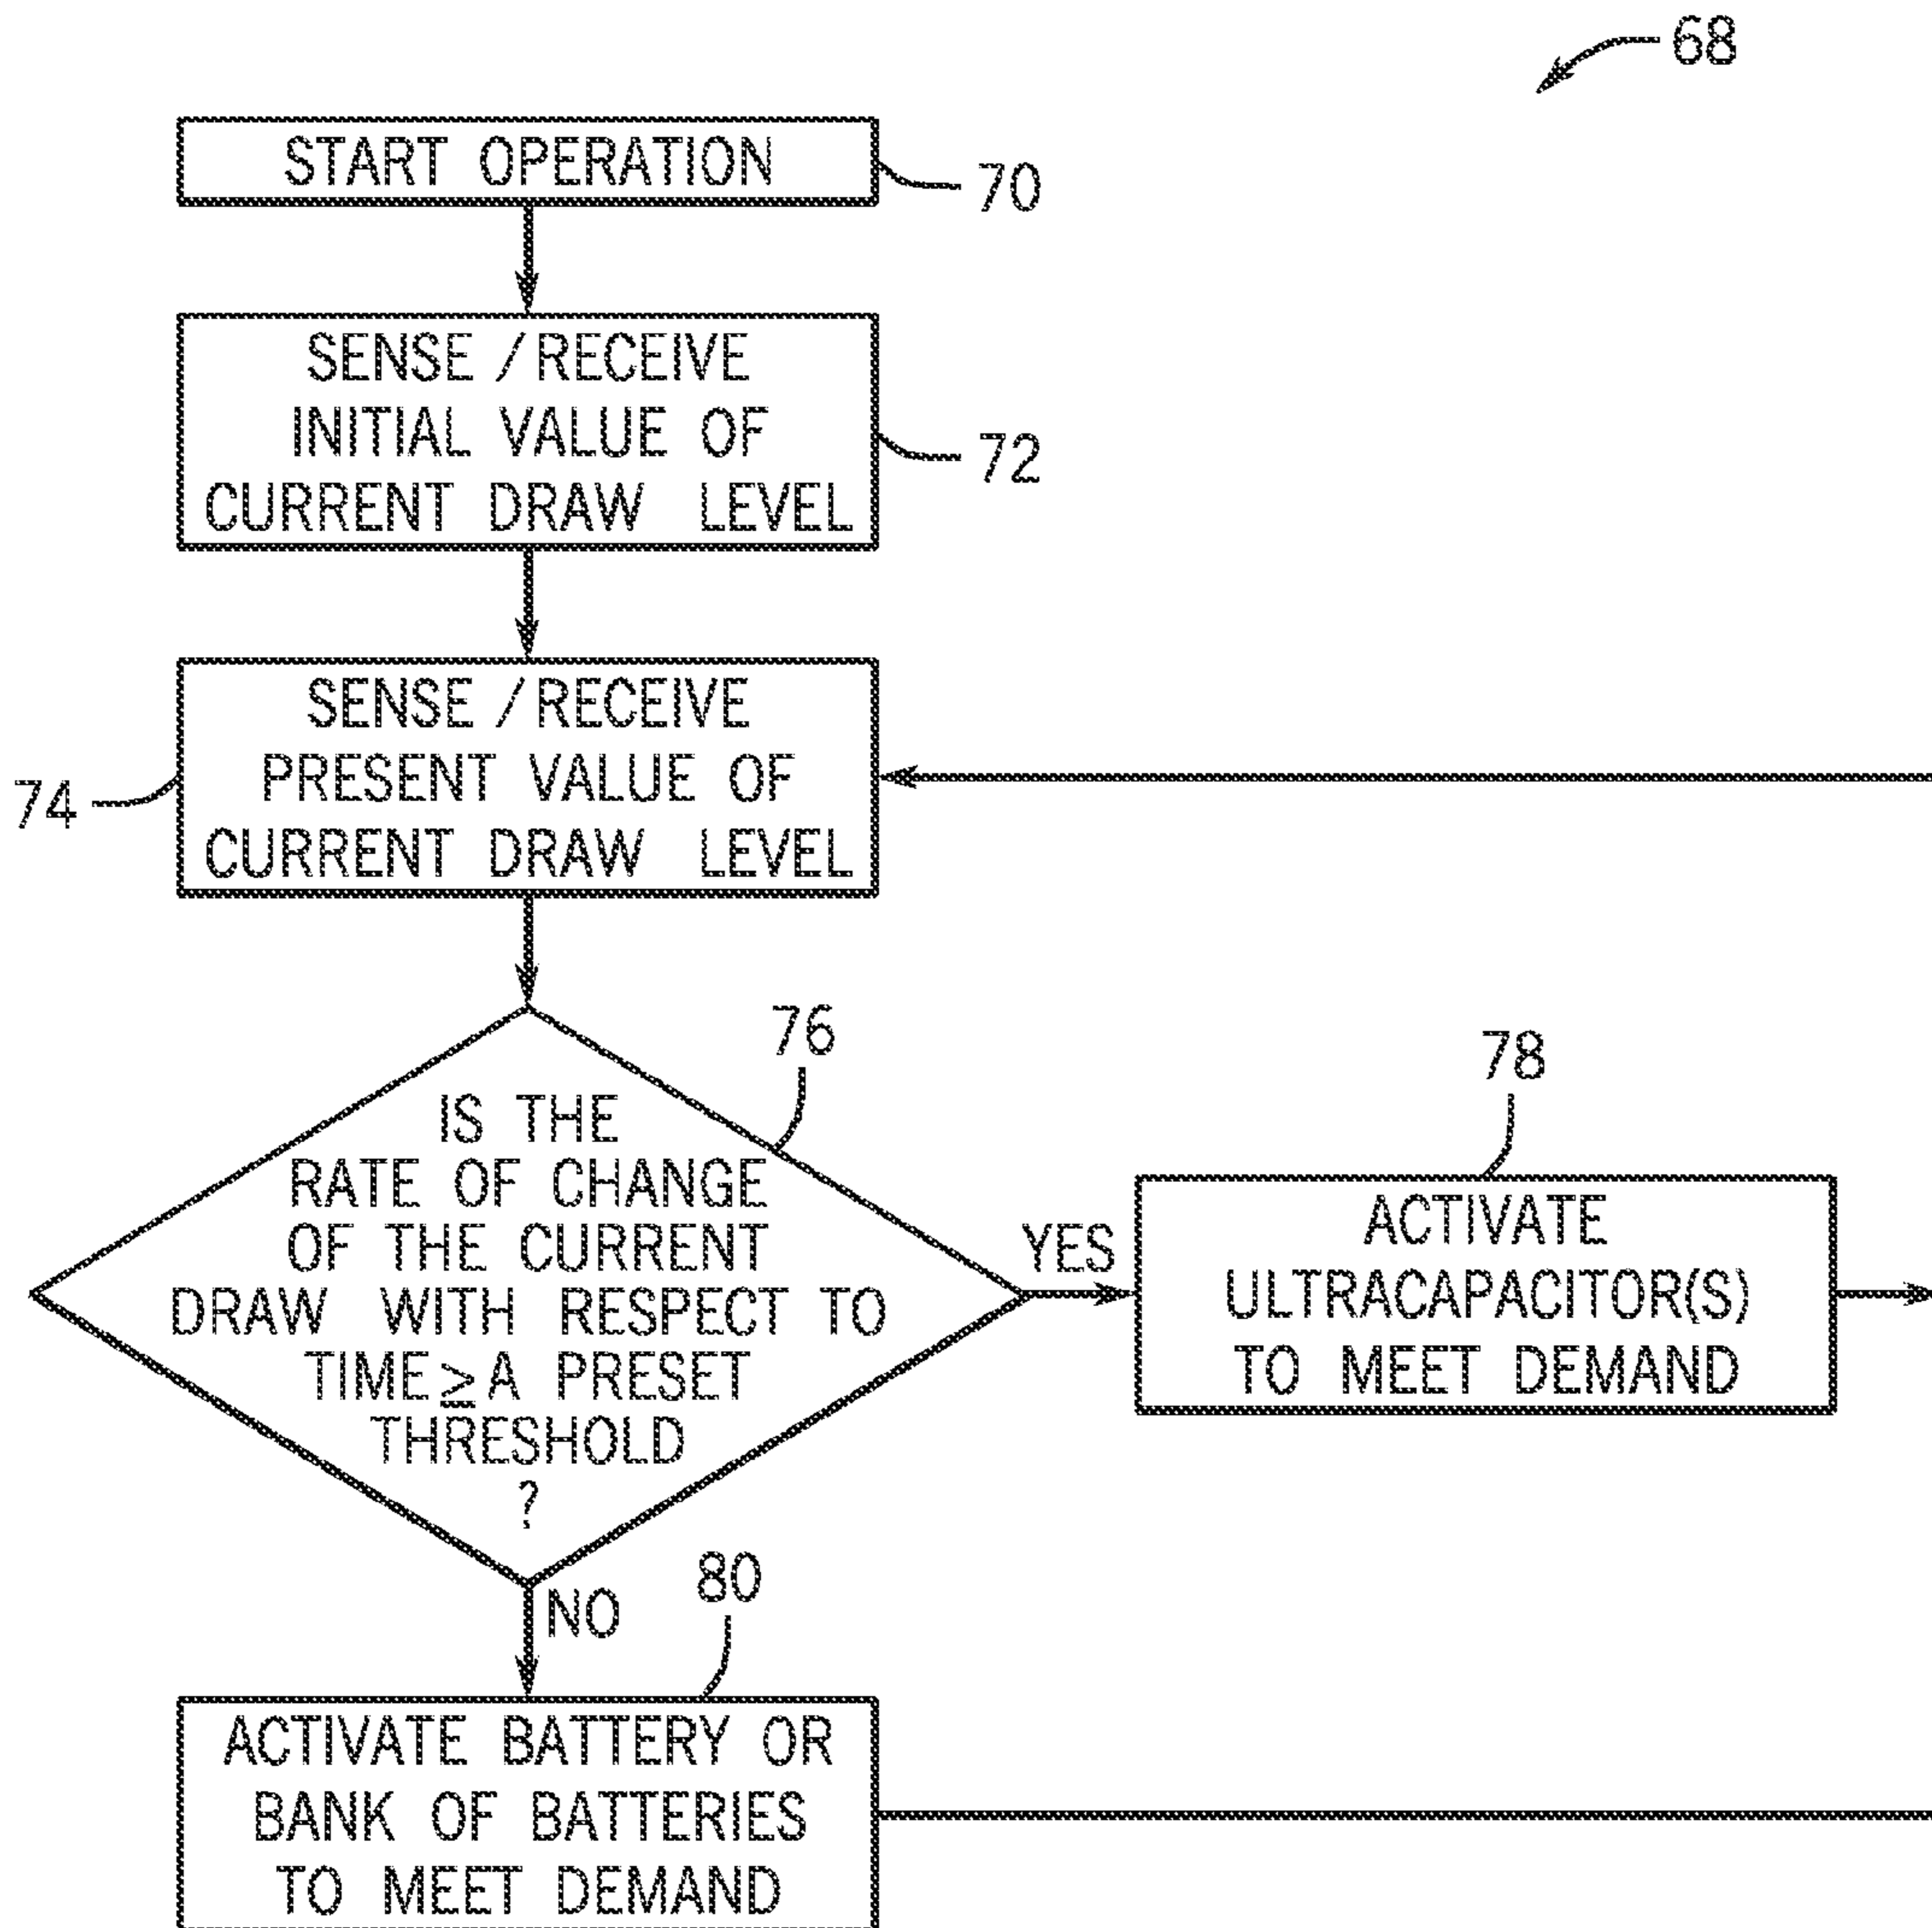 68
START OPERATION
70
SENSE / RECEIVE
INITIAL VALUE OF
CURRENT DRAW LEVEL
72
SENSE / RECEIVE
PRESENT VALUE OF
CURRENT DRAW LEVEL
74
76
IS THE
RATE OF CHANGE
OF THE CURRENT
DRAW WITH RESPECT TO
TIME ≥ A PRESET
THRESHOLD
?
YES
78
ACTIVATE
ULTRACAPACITOR(S)
TO MEET DEMAND
NO
80
ACTIVATE BATTERY OR
BANK OF BATTERIES
TO MEET DEMAND